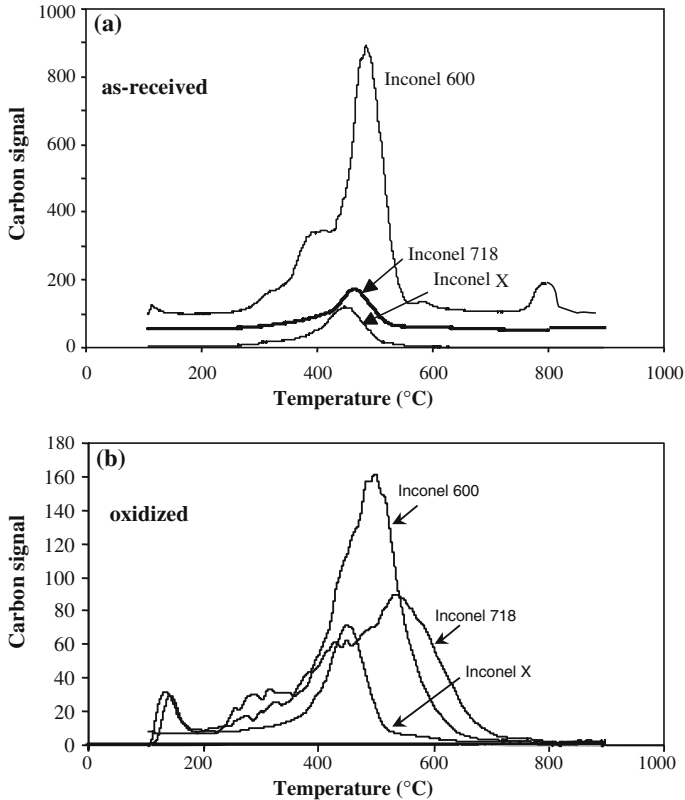 (a)
as-received
Carbon signal
1000
800
600
400
200
0
Inconel 600
Inconel 718
Inconel X
0 200 400 600 800 1000
Temperature (°C)
(b)
oxidized
Carbon signal
180
160
140
120
100
80
60
40
20
0
Inconel 600
Inconel 718
Inconel X
0 200 400 600 800 1000
Temperature (°C)